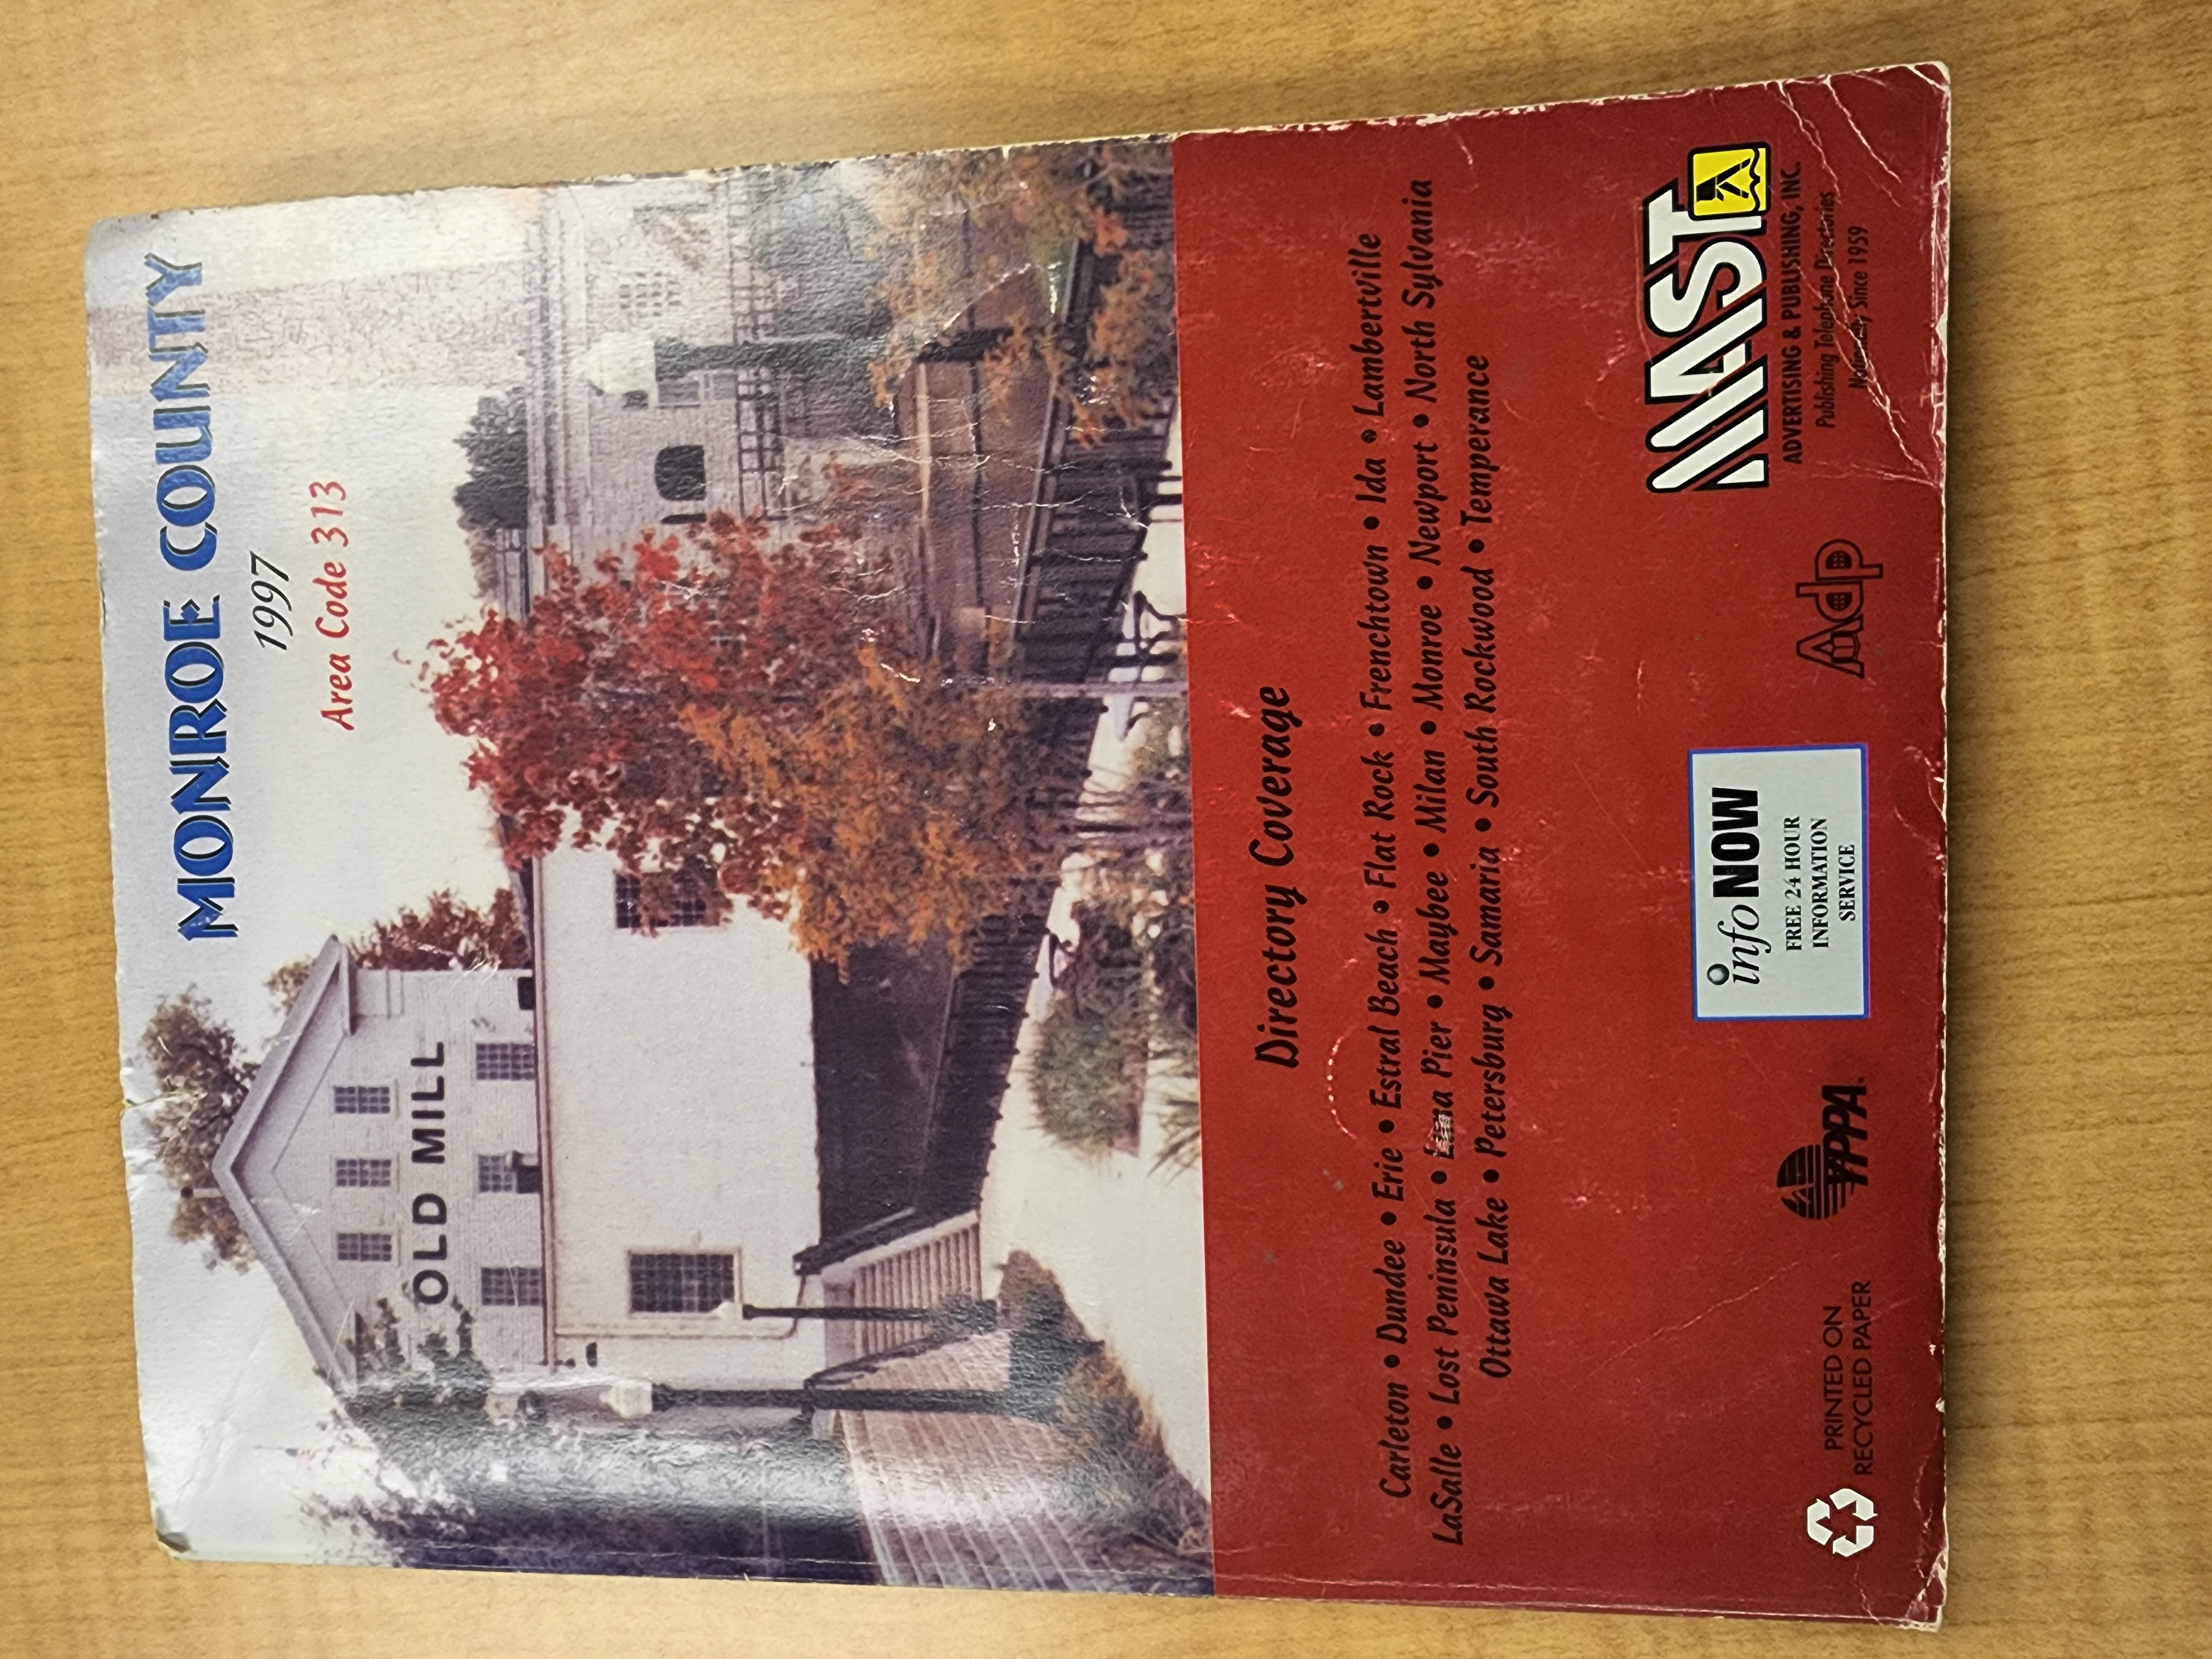 MONROE COUNTY
1997
Area Code 313
OLD MILL
Directory Coverage
Carleton • Dundee • Erie • Estral Beach • Flat Rock • Frenchtown • Ida • Lambertville
LaSalle • Lost Peninsula • Luna Pier • Maybee • Milan • Monroe • Newport • North Sylvania
Ottawa Lake • Petersburg • Samaria • South Rockwood • Temperance
PRINTED ON
RECYCLED PAPER
YPPA
info NOW
FREE 24 HOUR
INFORMATION
SERVICE
Adp
MAST
ADVERTISING & PUBLISHING, INC.
Publishing Telephone Directories
Nationally Since 1959